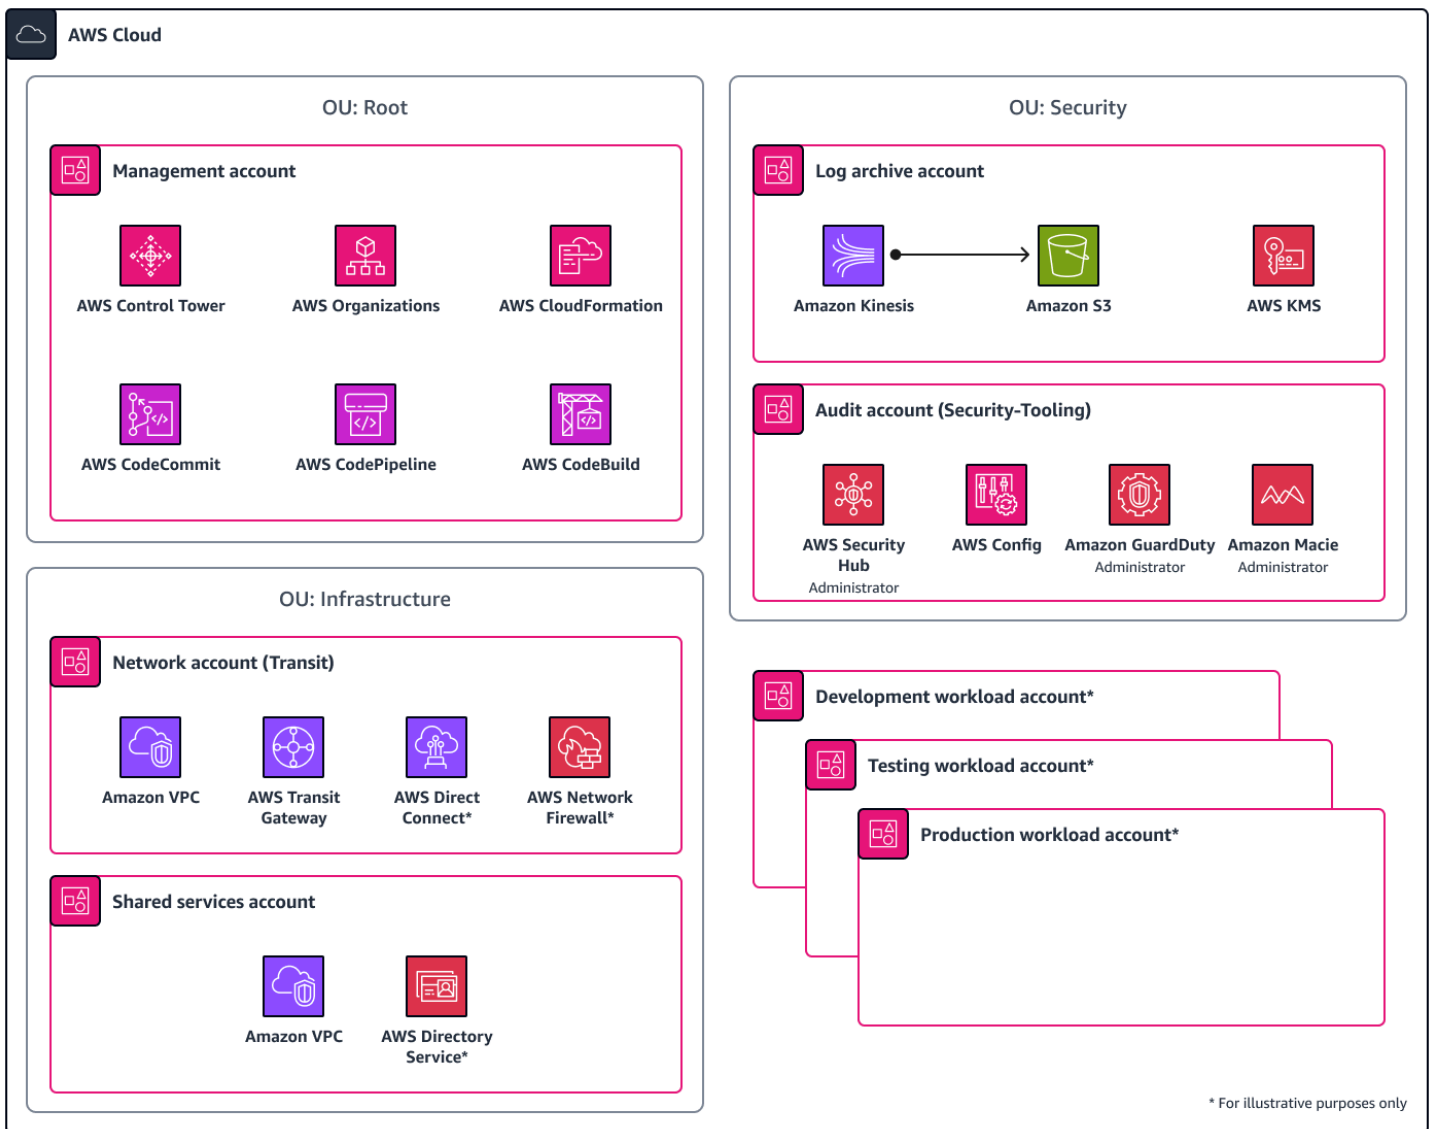 AWS Cloud
OU: Root
Management account
AWS Control Tower
AWS Organizations
AWS CloudFormation
AWS CodeCommit
AWS CodePipeline
AWS CodeBuild
OU: Infrastructure
Network account (Transit)
Amazon VPC
AWS Transit
Gateway
AWS Direct
Connect*
AWS Network
Firewall*
Shared services account
Amazon VPC
AWS Directory
Service*
OU: Security
Log archive account
Amazon Kinesis
Amazon S3
AWS KMS
Audit account (Security-Tooling)
AWS Security
Hub
Administrator
AWS Config
Amazon GuardDuty
Administrator
Amazon Macie
Administrator
Development workload account*
Testing workload account*
Production workload account*
* For illustrative purposes only